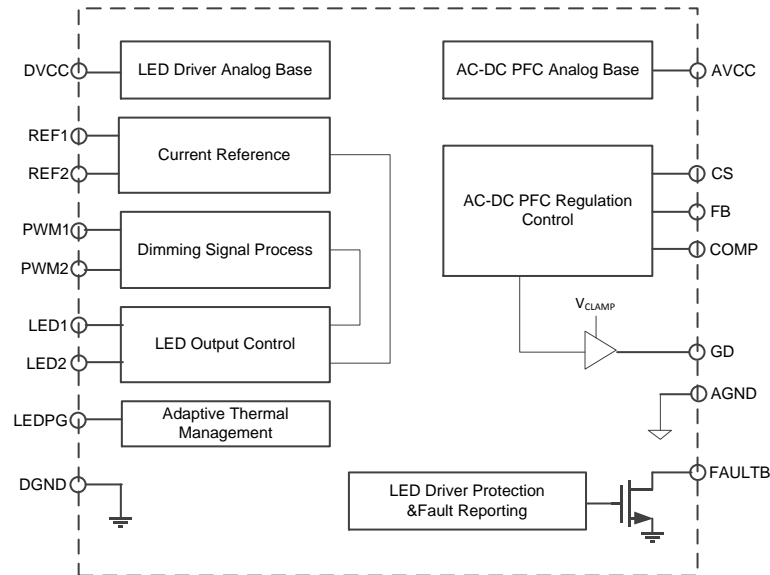 DVCC
LED Driver Analog Base
AC-DC PFC Analog Base
AVCC
REF1
REF2
Current Reference
AC-DC PFC Regulation
Control
CS
FB
COMP
PWM1
PWM2
Dimming Signal Process
LED1
LED2
LED Output Control
VCLAMP
GD
AGND
LEDPG
Adaptive Thermal
Management
DGND
LED Driver Protection
&Fault Reporting
FAULTB